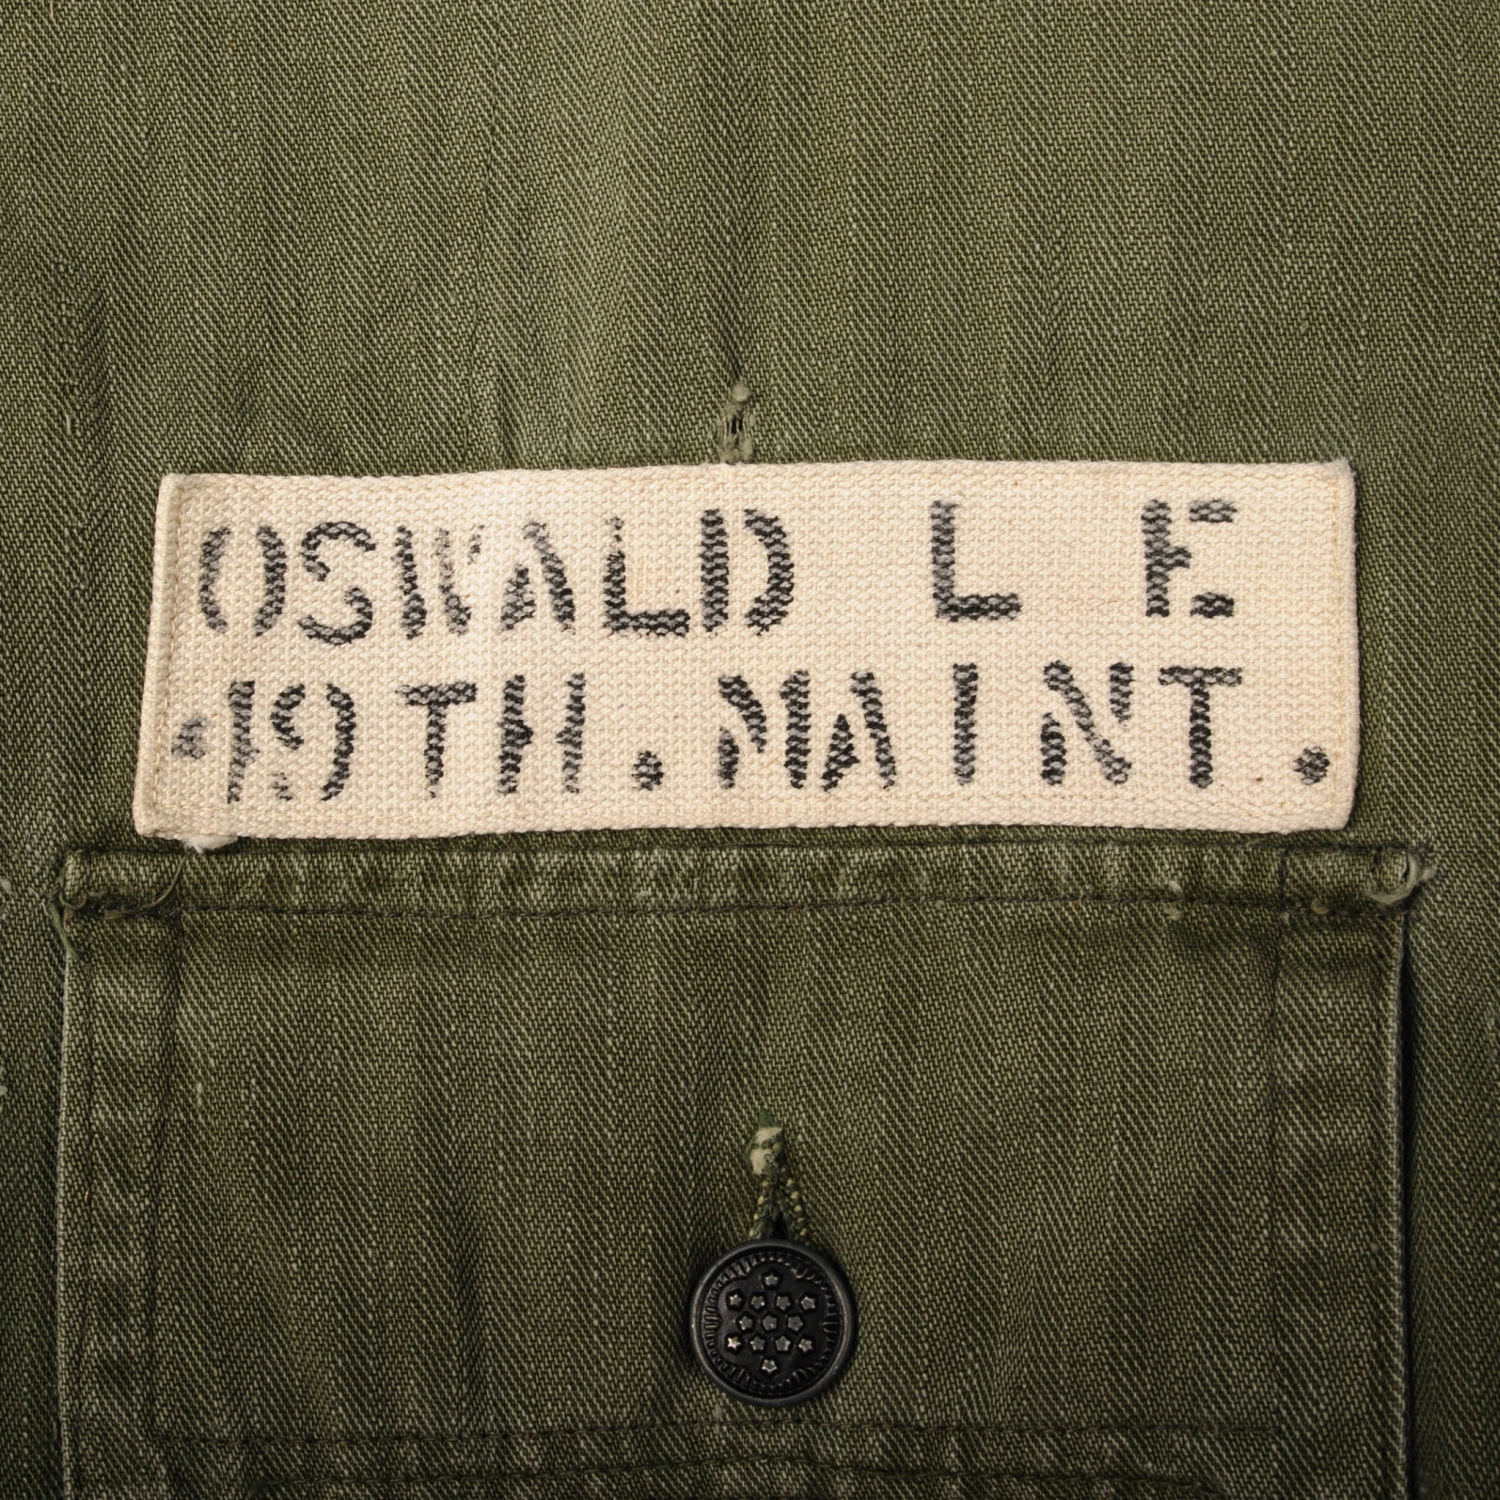 OSWALD L E
.19TH.MAINT.